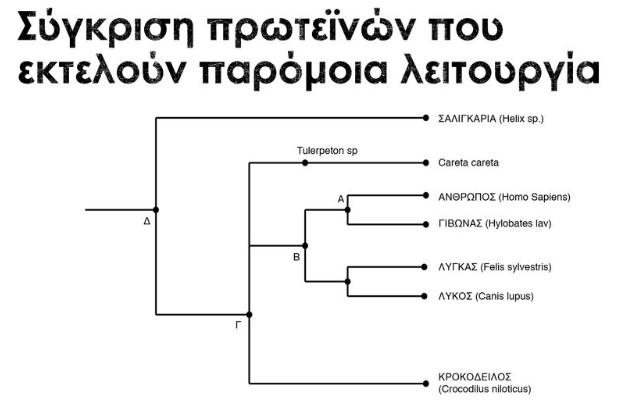 Σύγκριση πρωτεϊνών που
εκτελούν παρόμοια λειτουργία
ΣΑΛΙΓΚΑΡΙΑ (Helix sp.)
Tulerpeton sp
Careta careta
Α
ΑΝΘΡΩΠΟΣ (Homo Sapiens)
Δ
ΓΙΒΩΝΑΣ (Hylobates lav)
Β
ΛΥΓΚΑΣ (Felis sylvestris)
ΛΥΚΟΣ (Canis lupus)
Γ
ΚΡΟΚΟΔΕΙΛΟΣ
(Crocodilus niloticus)